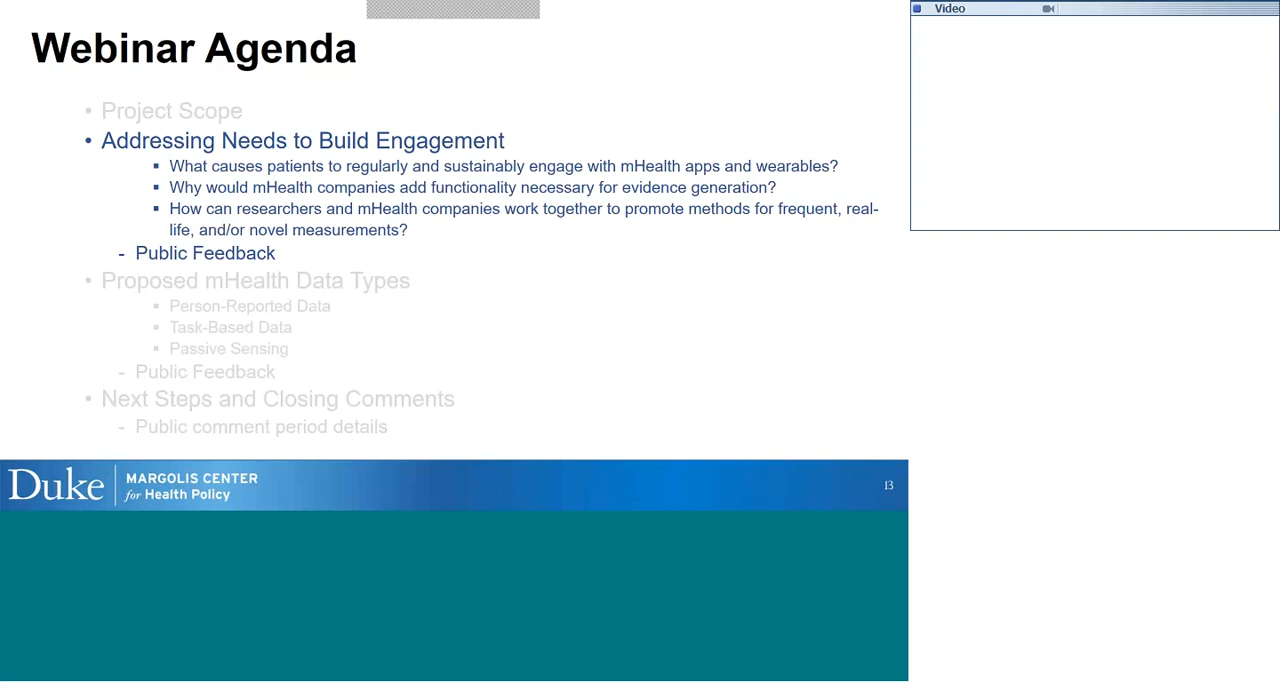 Webinar Agenda
• Project Scope
• Addressing Needs to Build Engagement
▪ What causes patients to regularly and sustainably engage with mHealth apps and wearables?
▪ Why would mHealth companies add functionality necessary for evidence generation?
▪ How can researchers and mHealth companies work together to promote methods for frequent, real-
life, and/or novel measurements?
- Public Feedback
• Proposed mHealth Data Types
▪ Person-Reported Data
▪ Task-Based Data
▪ Passive Sensing
- Public Feedback
• Next Steps and Closing Comments
- Public comment period details
Duke
MARGOLIS CENTER
for Health Policy
13
Video